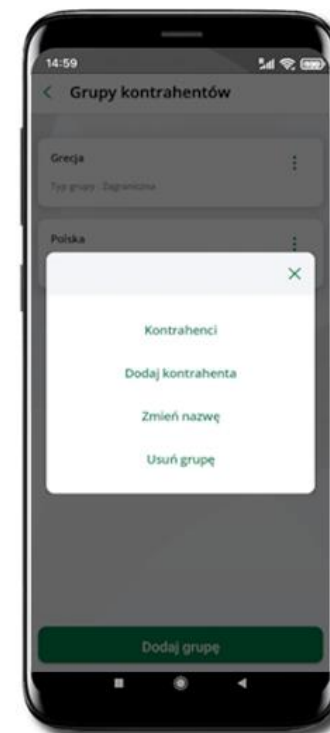 14:59
Grupy kontrahentów
Grecja
Typ grupy: Zagraniczna
Polska
Kontrahenci
Dodaj kontrahenta
Zmień nazwę
Usuń grupę
Dodaj grupę